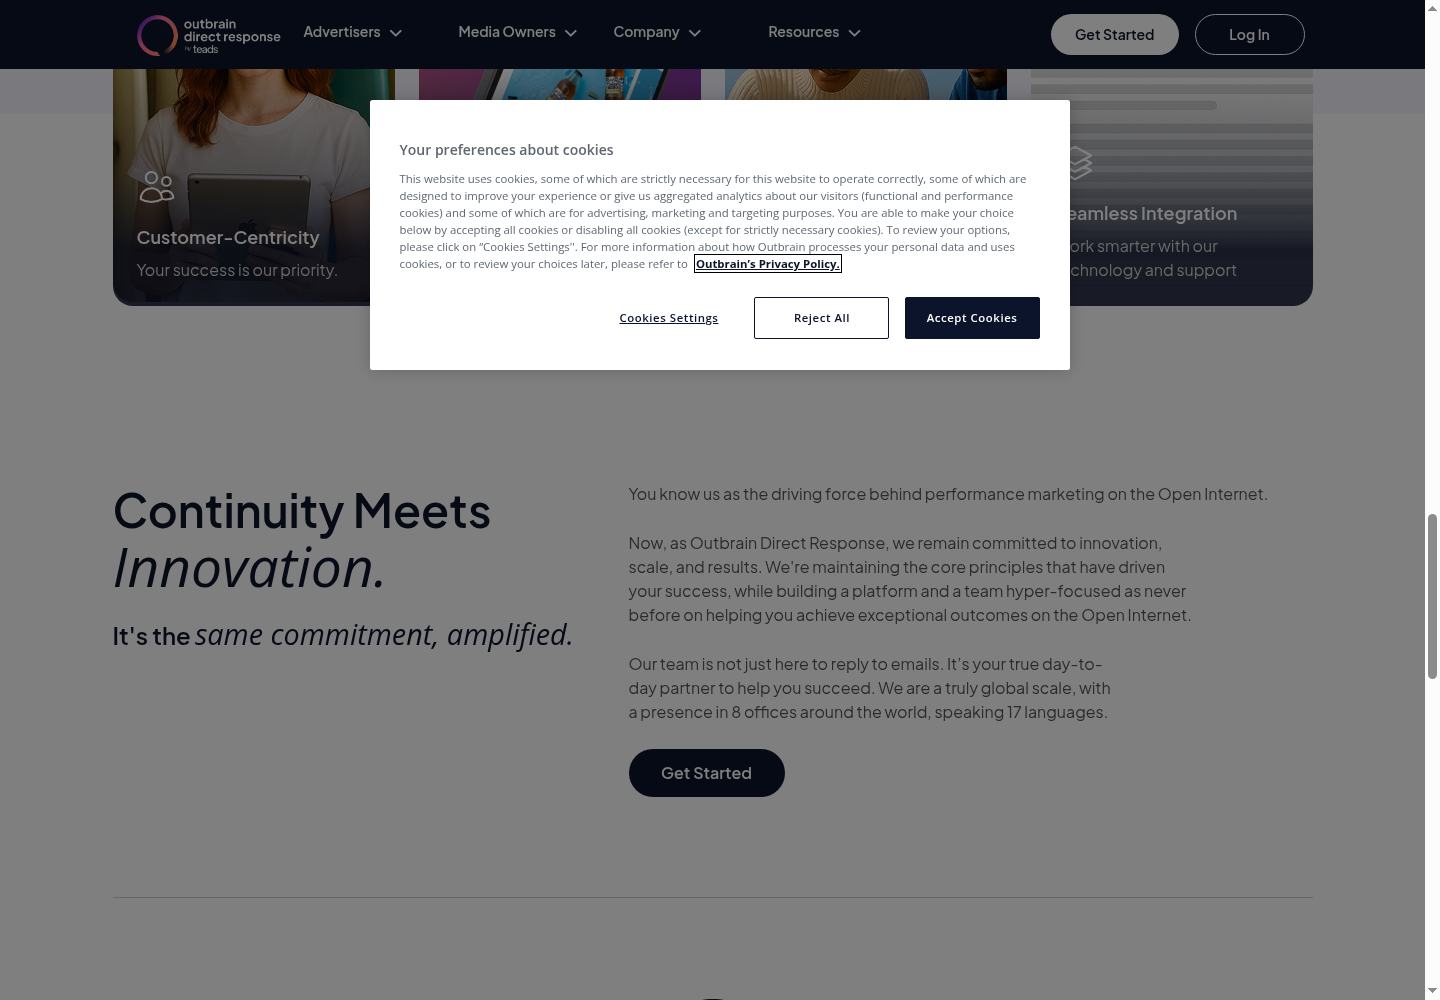 outbrain
direct response
by teads
Advertisers
Media Owners
Company
Resources
Get Started
Log In
Customer-Centricity
Your success is our priority.
eamless Integration
ork smarter with our
chnology and support
Your preferences about cookies
This website uses cookies, some of which are strictly necessary for this website to operate correctly, some of which are
designed to improve your experience or give us aggregated analytics about our visitors (functional and performance
cookies) and some of which are for advertising, marketing and targeting purposes. You are able to make your choice
below by accepting all cookies or disabling all cookies (except for strictly necessary cookies). To review your options,
please click on “Cookies Settings''. For more information about how Outbrain processes your personal data and uses
cookies, or to review your choices later, please refer to Outbrain’s Privacy Policy.
Cookies Settings
Reject All
Accept Cookies
Continuity Meets
Innovation.
It's the same commitment, amplified.
You know us as the driving force behind performance marketing on the Open Internet.
Now, as Outbrain Direct Response, we remain committed to innovation,
scale, and results. We’re maintaining the core principles that have driven
your success, while building a platform and a team hyper-focused as never
before on helping you achieve exceptional outcomes on the Open Internet.
Our team is not just here to reply to emails. It’s your true day-to-
day partner to help you succeed. We are a truly global scale, with
a presence in 8 offices around the world, speaking 17 languages.
Get Started